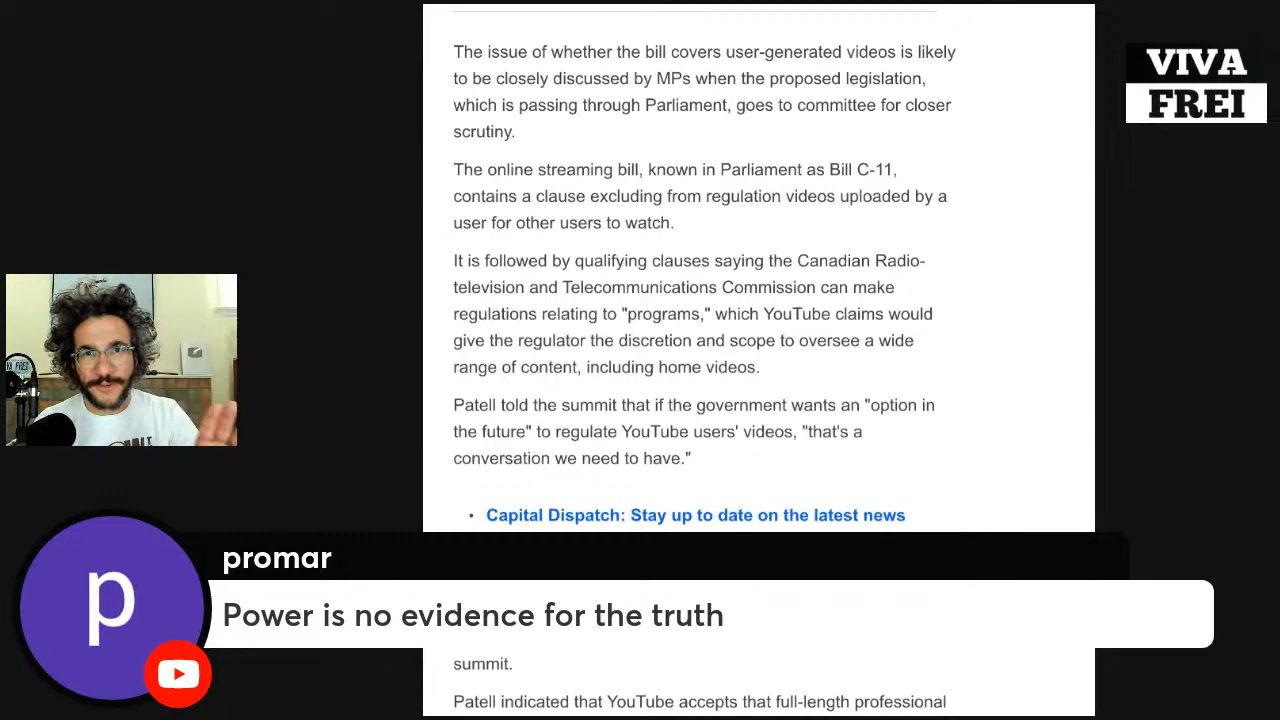 The issue of whether the bill covers user-generated videos is likely
to be closely discussed by MPs when the proposed legislation,
which is passing through Parliament, goes to committee for closer
scrutiny.
The online streaming bill, known in Parliament as Bill C-11,
contains a clause excluding from regulation videos uploaded by a
user for other users to watch.
It is followed by qualifying clauses saying the Canadian Radio-
television and Telecommunications Commission can make
regulations relating to "programs," which YouTube claims would
give the regulator the discretion and scope to oversee a wide
range of content, including home videos.
Patell told the summit that if the government wants an "option in
the future" to regulate YouTube users' videos, "that's a
conversation we need to have."
• Capital Dispatch: Stay up to date on the latest news
VIVA
FREI
p
promar
Power is no evidence for the truth
summit.
Patell indicated that YouTube accepts that full-length professional